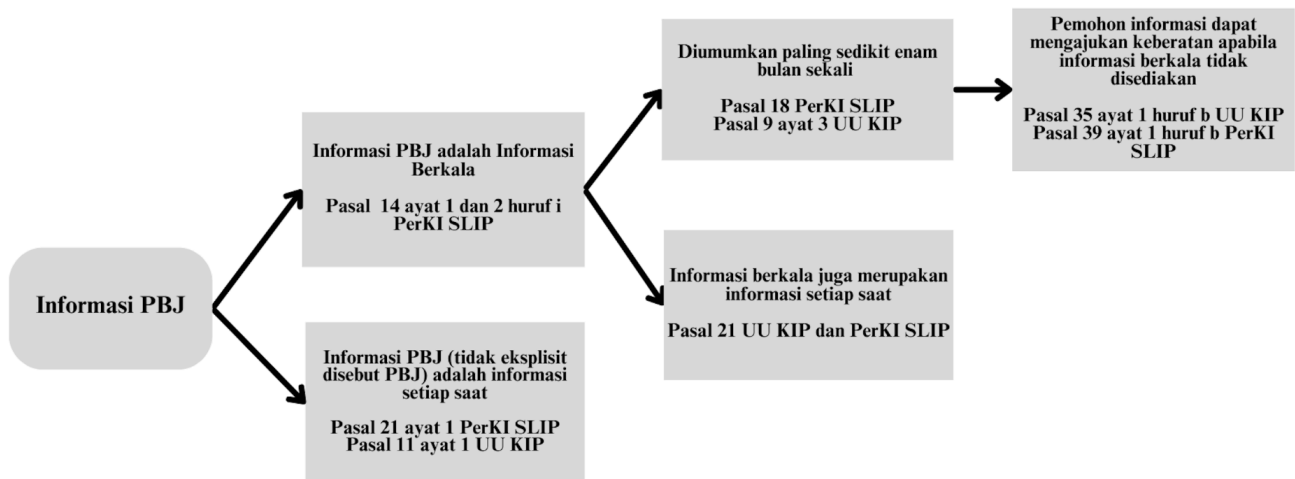 Informasi PBJ
Informasi PBJ adalah Informasi
Berkala
Pasal 14 ayat 1 dan 2 huruf i
PerKI SLIP
Informasi PBJ (tidak eksplisit
disebut PBJ) adalah informasi
setiap saat
Pasal 21 ayat 1 PerKI SLIP
Pasal 11 ayat 1 UU KIP
Diumumkan paling sedikit enam
bulan sekali
Pasal 18 PerKI SLIP
Pasal 9 ayat 3 UU KIP
Informasi berkala juga merupakan
informasi setiap saat
Pasal 21 UU KIP dan PerKI SLIP
Pemohon informasi dapat
mengajukan keberatan apabila
informasi berkala tidak
disediakan
Pasal 35 ayat 1 huruf b UU KIP
Pasal 39 ayat 1 huruf b PerKI
SLIP